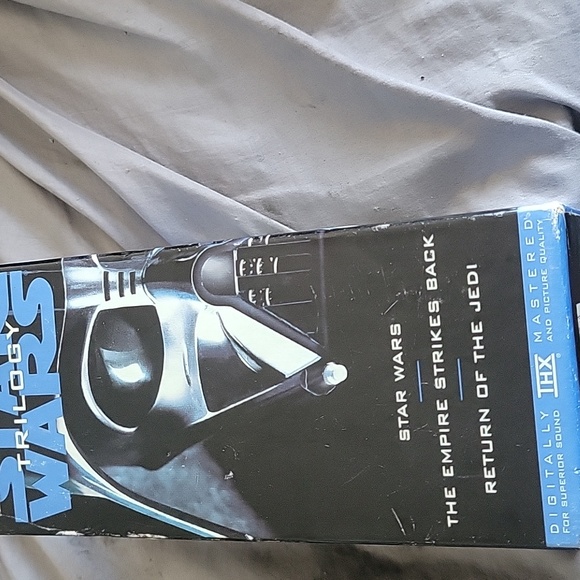 STAR
WARS
TRILOGY
STAR WARS
THE EMPIRE STRIKES BACK
RETURN OF THE JEDI
DIGITALLY THX MASTERED
FOR SUPERIOR SOUND AND PICTURE QUALITY